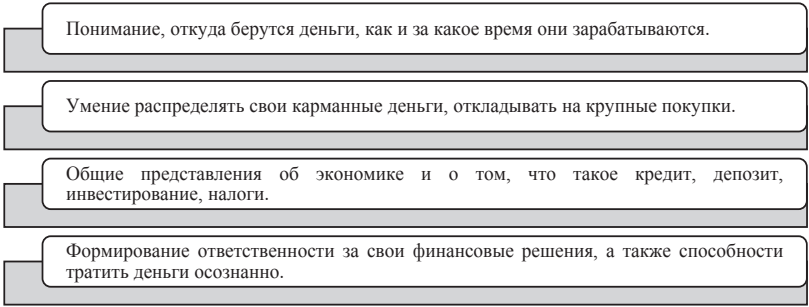 Понимание, откуда берутся деньги, как и за какое время они зарабатываются.
Умение распределять свои карманные деньги, откладывать на крупные покупки.
Общие представления об экономике и о том, что такое кредит, депозит,
инвестирование, налоги.
Формирование ответственности за свои финансовые решения, а также способности
тратить деньги осознанно.